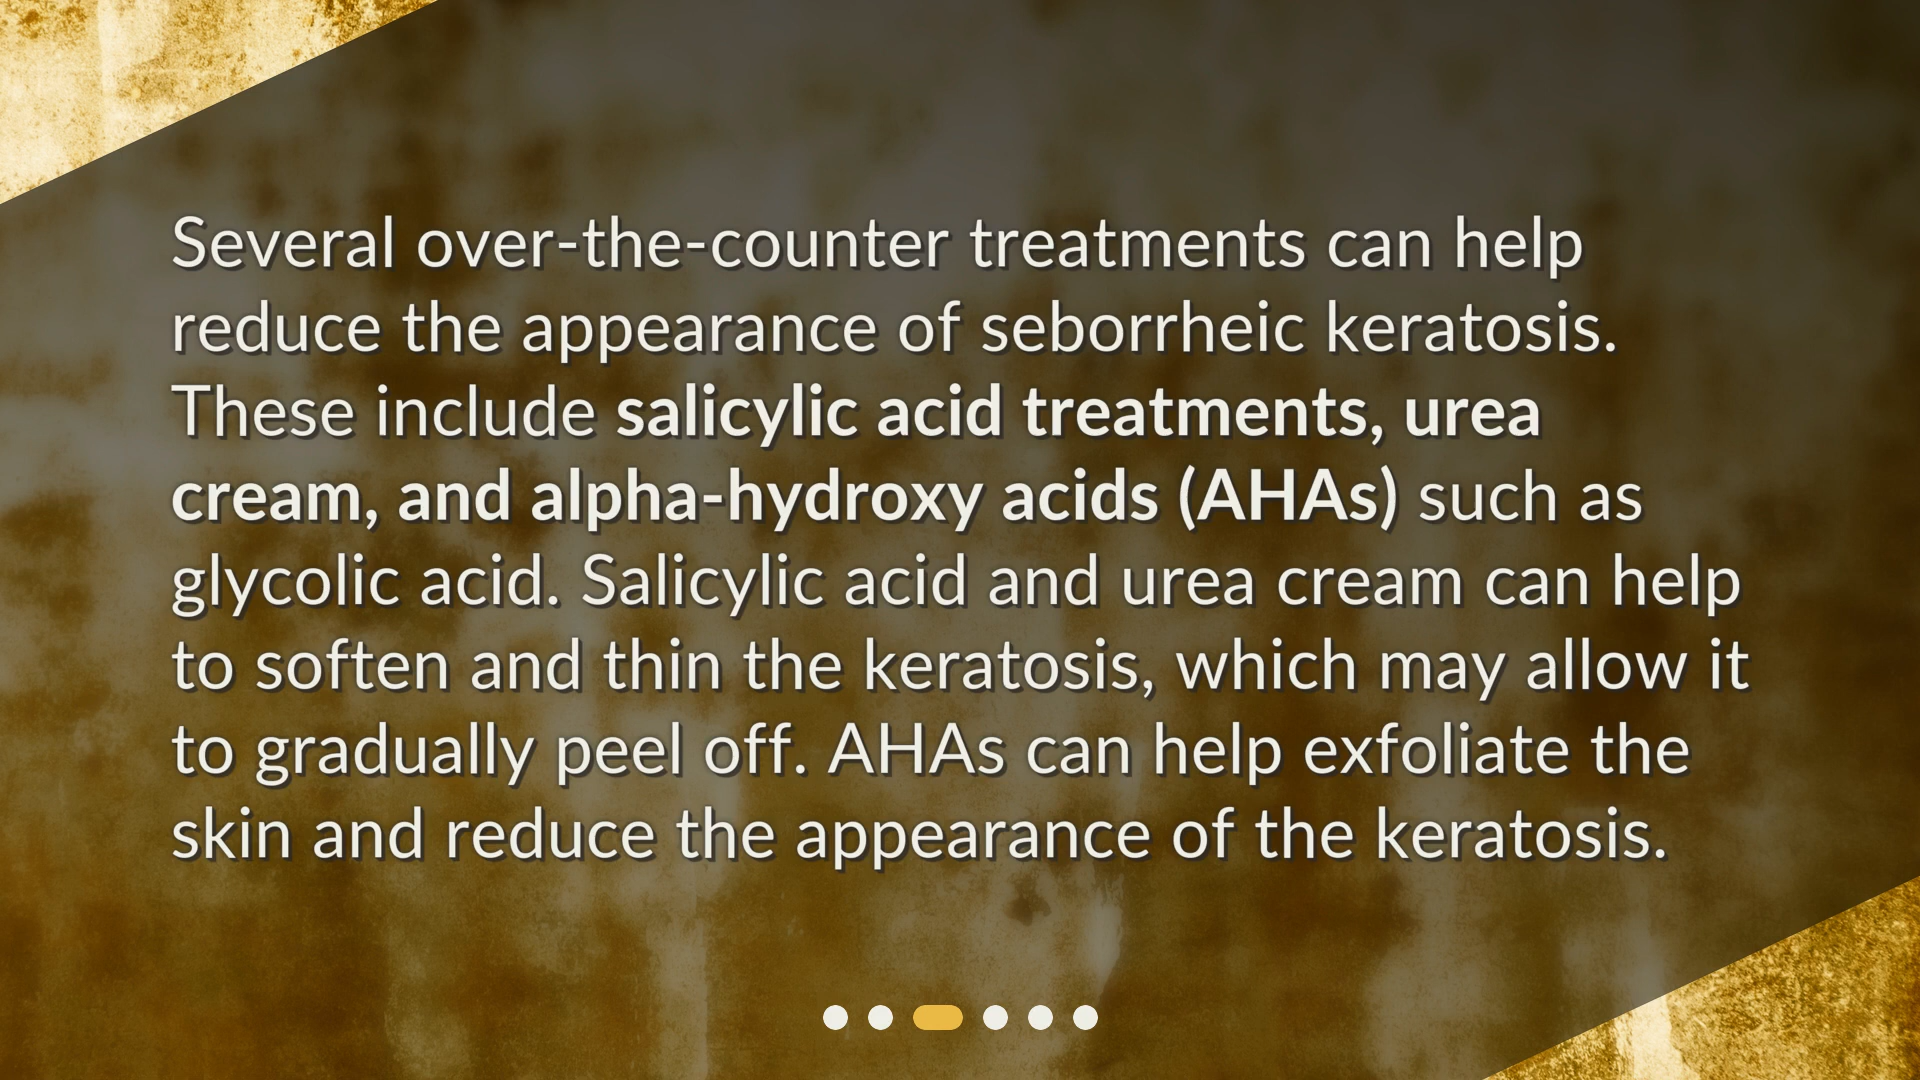 Several over-the-counter treatments can help
reduce the appearance of seborrheic keratosis.
These include salicylic acid treatments, urea
cream, and alpha-hydroxy acids (AHAs) such as
glycolic acid. Salicylic acid and urea cream can help
to soften and thin the keratosis, which may allow it
to gradually peel off. AHAs can help exfoliate the
skin and reduce the appearance of the keratosis.